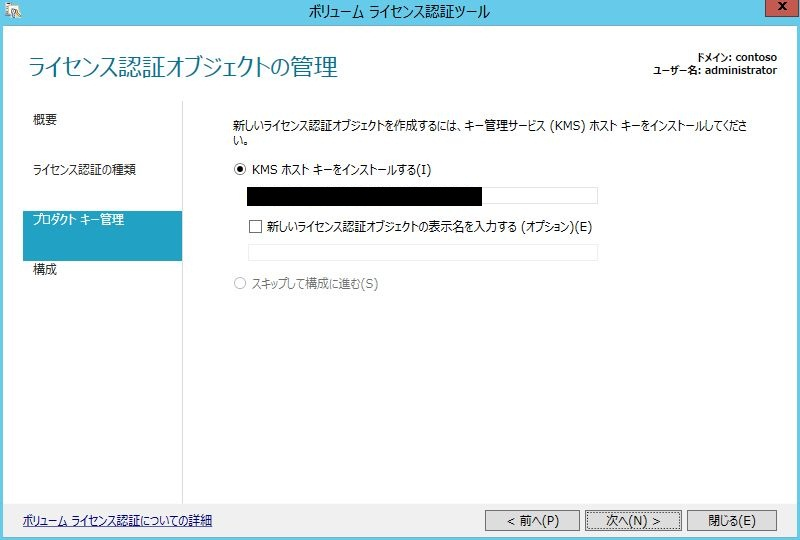 ボリューム ライセンス認証ツール
x
ライセンス認証オブジェクトの管理
ドメイン: contoso
ユーザー名: administrator
概要
ライセンス認証の種類
プロダクト キー管理
構成
新しいライセンス認証オブジェクトを作成するには、キー管理サービス (KMS) ホスト キーをインストールしてくださ
い。
KMS ホスト キーをインストールする(I)
新しいライセンス認証オブジェクトの表示名を入力する (オプション)(E)
スキップして構成に進む(S)
ボリューム ライセンス認証についての詳細
< 前へ(P)
次へ(N) >
閉じる(E)